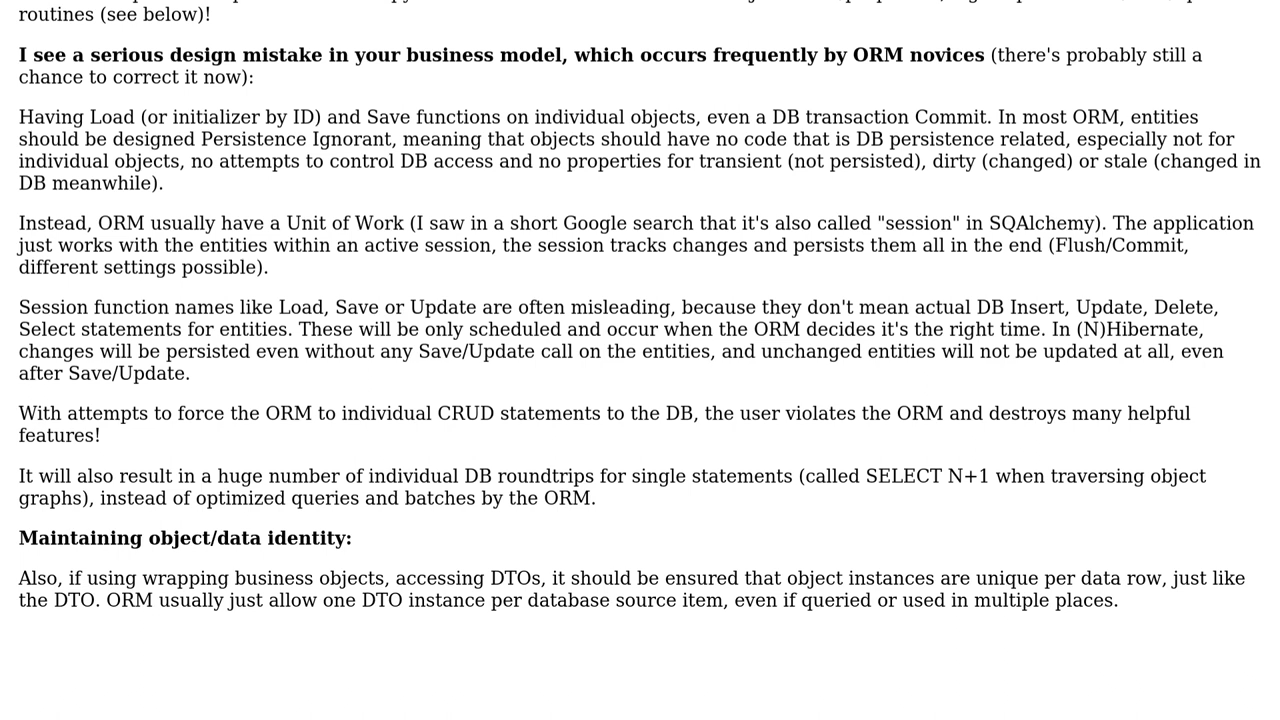 routines (see below)!
I see a serious design mistake in your business model, which occurs frequently by ORM novices (there's probably still a
chance to correct it now):
Having Load (or initializer by ID) and Save functions on individual objects, even a DB transaction Commit. In most ORM, entities
should be designed Persistence Ignorant, meaning that objects should have no code that is DB persistence related, especially not for
individual objects, no attempts to control DB access and no properties for transient (not persisted), dirty (changed) or stale (changed in
DB meanwhile).
Instead, ORM usually have a Unit of Work (I saw in a short Google search that it's also called "session" in SQAlchemy). The application
just works with the entities within an active session, the session tracks changes and persists them all in the end (Flush/Commit,
different settings possible).
Session function names like Load, Save or Update are often misleading, because they don't mean actual DB Insert, Update, Delete,
Select statements for entities. These will be only scheduled and occur when the ORM decides it's the right time. In (N)Hibernate,
changes will be persisted even without any Save/Update call on the entities, and unchanged entities will not be updated at all, even
after Save/Update.
With attempts to force the ORM to individual CRUD statements to the DB, the user violates the ORM and destroys many helpful
features!
It will also result in a huge number of individual DB roundtrips for single statements (called SELECT N+1 when traversing object
graphs), instead of optimized queries and batches by the ORM.
Maintaining object/data identity:
Also, if using wrapping business objects, accessing DTOs, it should be ensured that object instances are unique per data row, just like
the DTO. ORM usually just allow one DTO instance per database source item, even if queried or used in multiple places.